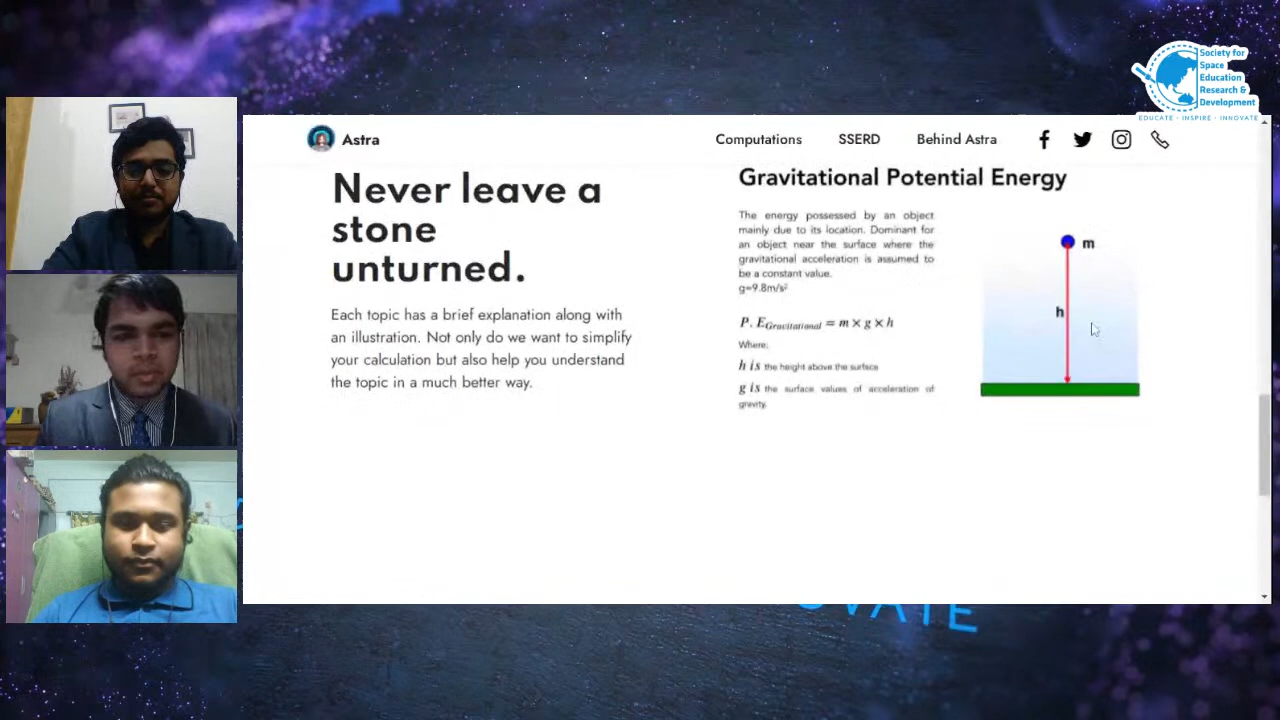 Society for
Space
Education
Research &
Development
EDUCATE - INSPIRE - INNOVATE
Astra
Computations
SSERD
Behind Astra
Never leave a
stone
unturned.
Each topic has a brief explanation along with
an illustration. Not only do we want to simplify
your calculation but also help you understand
the topic in a much better way.
Gravitational Potential Energy
The energy possessed by an object
mainly due to its location. Dominant for
an object near the surface where the
gravitational acceleration is assumed to
be a constant value.
g=9.8m/s²
P. E_Gravitational = m × g × h
Where;
h is the height above the surface
g is the surface values of acceleration of
gravity.
m
h